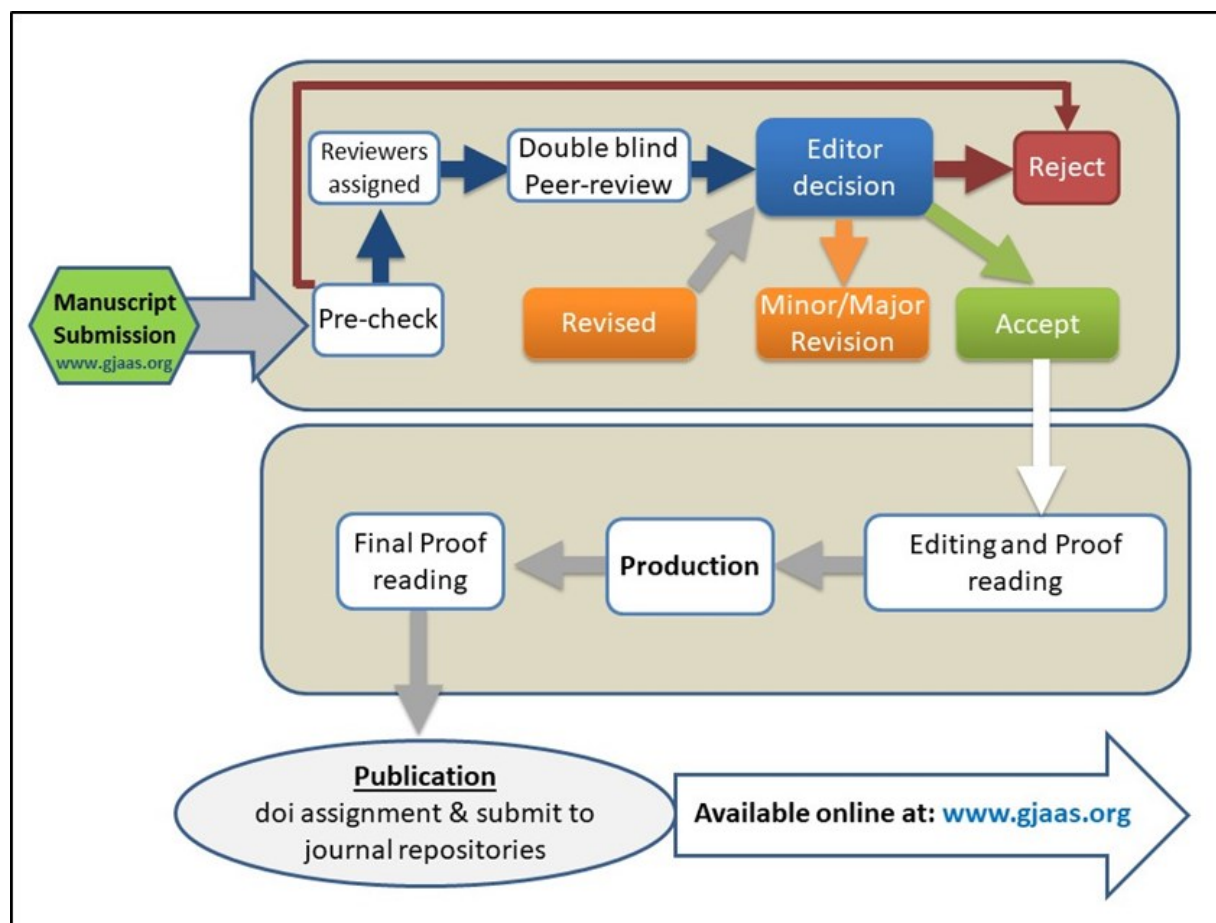 Reviewers
assigned
Double blind
Peer-review
Editor
decision
Reject
Manuscript
Submission
www.gjaas.org
Pre-check
Revised
Minor/Major
Revision
Accept
Final Proof
reading
Production
Editing and Proof
reading
Publication
doi assignment & submit to
journal repositories
Available online at: www.gjaas.org